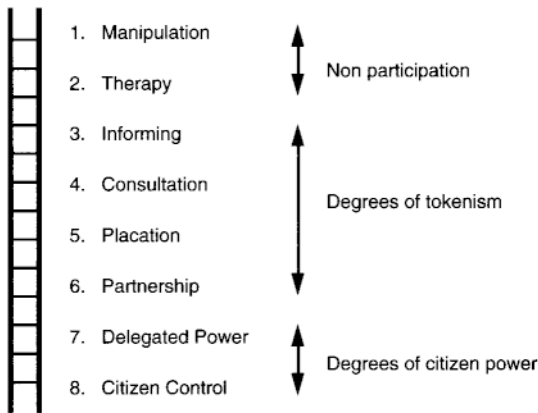 1. Manipulation
2. Therapy
Non participation
3. Informing
4. Consultation
5. Placation
6. Partnership
Degrees of tokenism
7. Delegated Power
8. Citizen Control
Degrees of citizen power